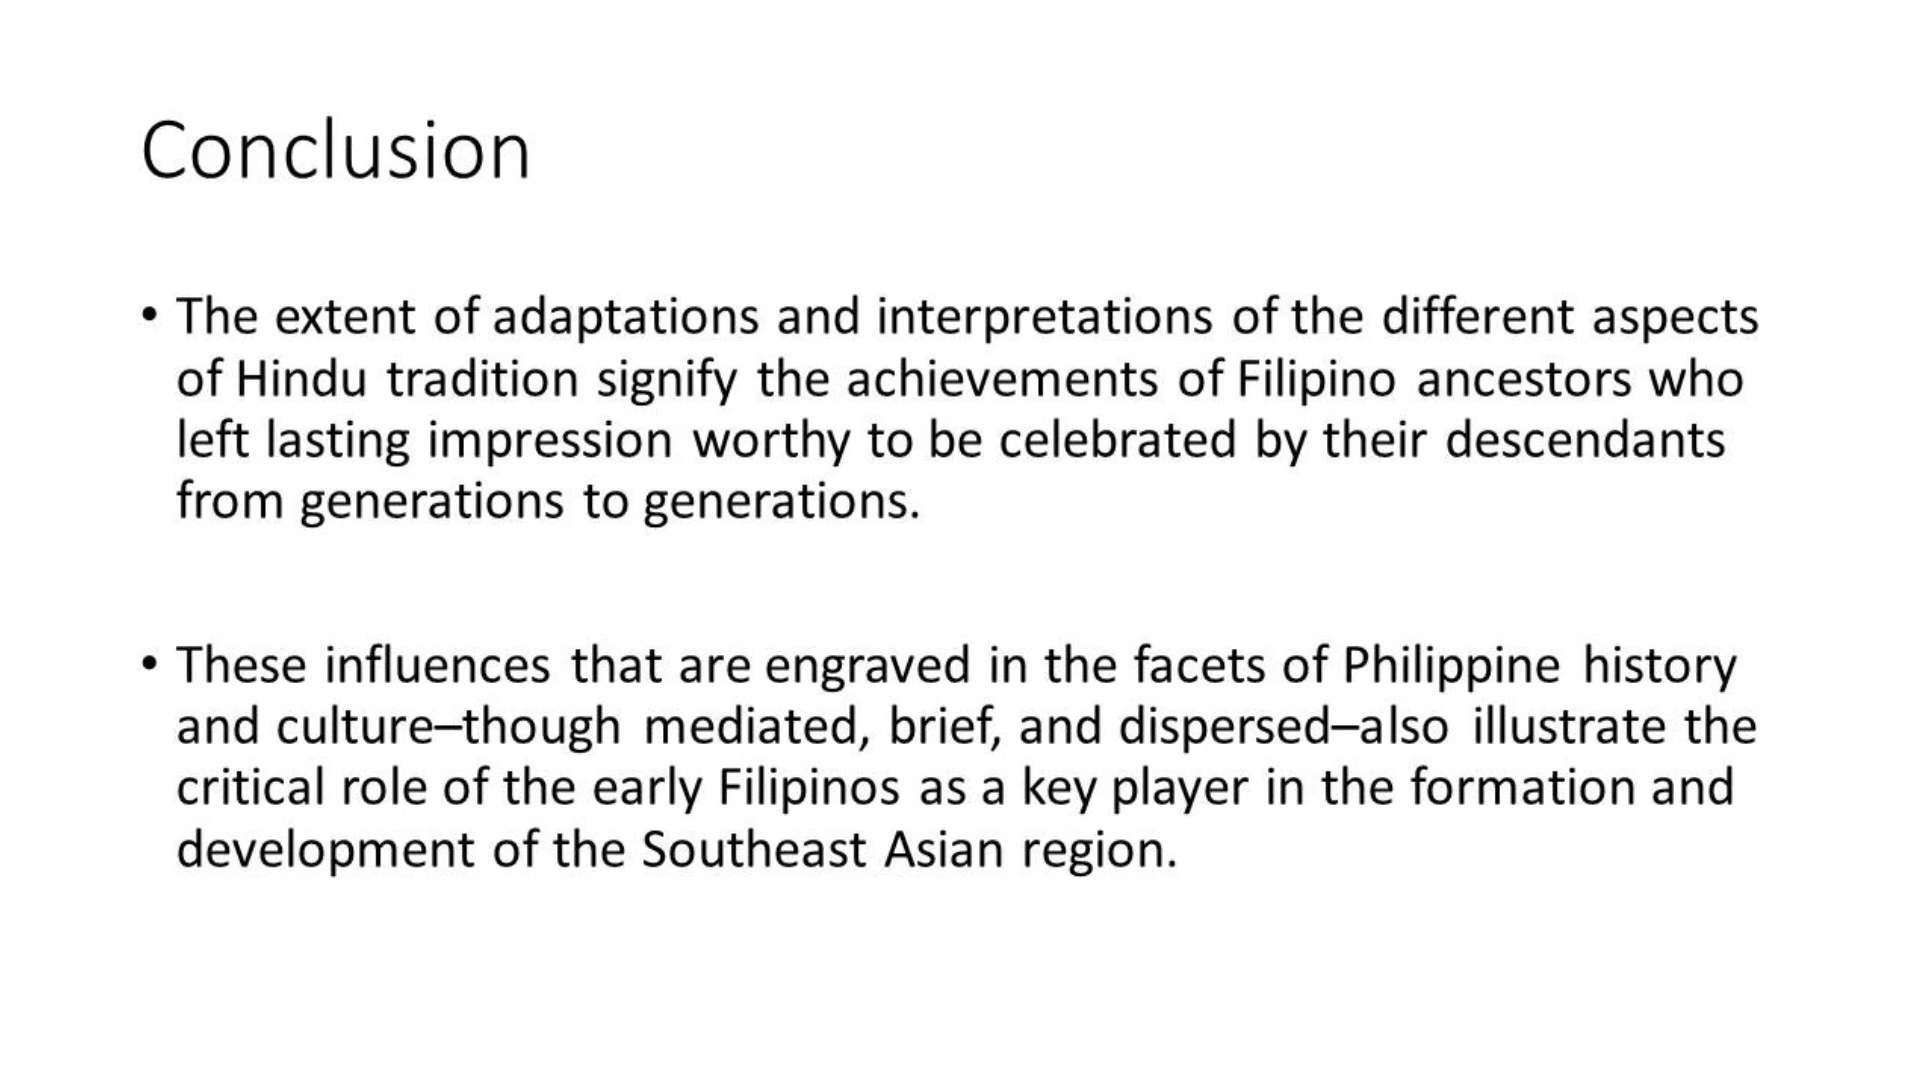 Conclusion
• The extent of adaptations and interpretations of the different aspects
of Hindu tradition signify the achievements of Filipino ancestors who
left lasting impression worthy to be celebrated by their descendants
from generations to generations.
• These influences that are engraved in the facets of Philippine history
and culture–though mediated, brief, and dispersed–also illustrate the
critical role of the early Filipinos as a key player in the formation and
development of the Southeast Asian region.